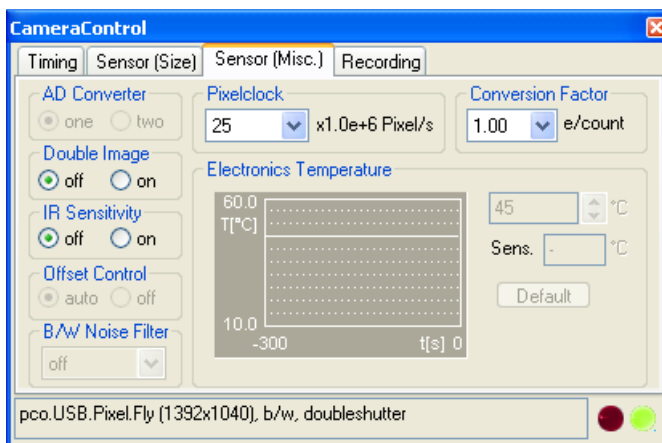 CameraControl
Timing Sensor (Size) Sensor (Misc.) Recording
AD Converter
one two
Pixelclock
25 x1.0e+6 Pixel/s
Conversion Factor
1.00 e/count
Double Image
off on
IR Sensitivity
off on
Offset Control
auto off
B/W Noise Filter
off
Electronics Temperature
60.0
T[°C]
10.0
-300 t[s] 0
45 °C
Sens. - °C
Default
pco.USB.Pixel.Fly (1392x1040), b/w, doubleshutter